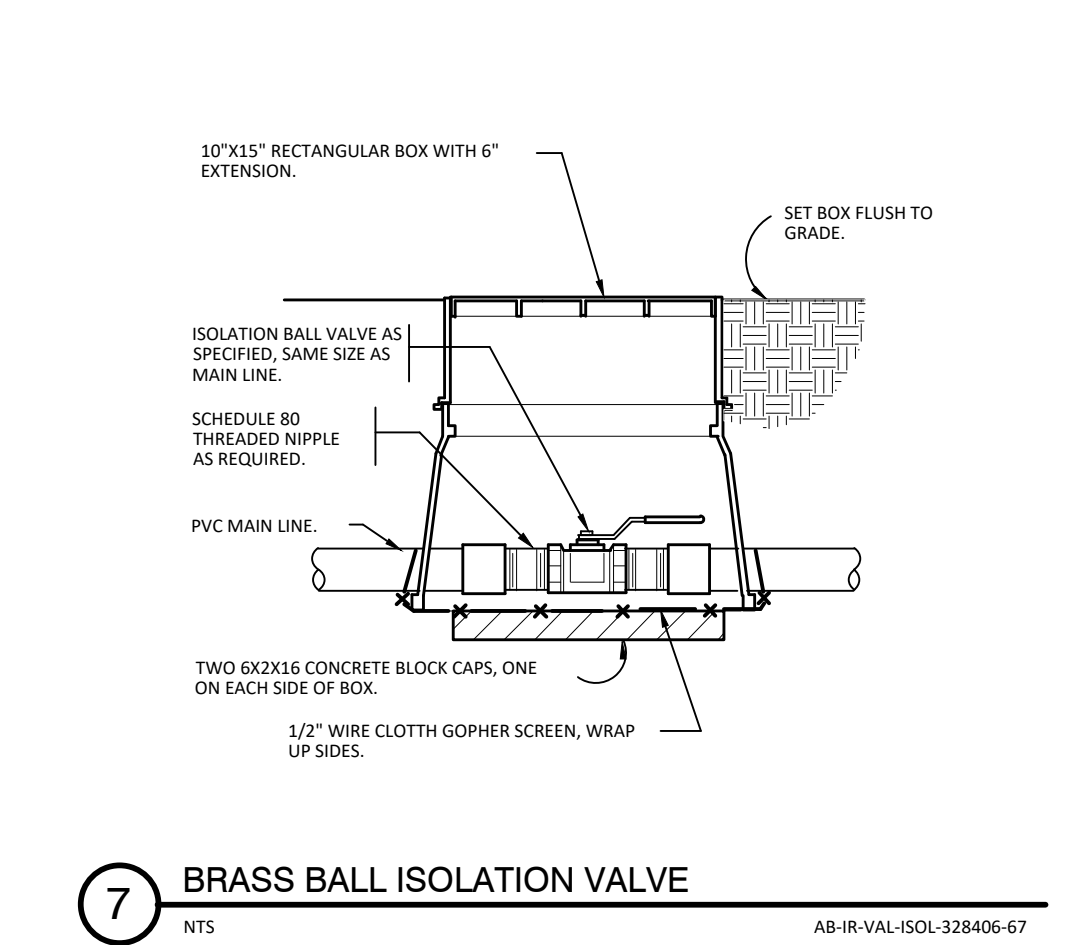 10"X15" RECTANGULAR BOX WITH 6"
EXTENSION.
SET BOX FLUSH TO
GRADE.
ISOLATION BALL VALVE AS
SPECIFIED, SAME SIZE AS
MAIN LINE.
SCHEDULE 80
THREADED NIPPLE
AS REQUIRED.
PVC MAIN LINE.
TWO 6X2X16 CONCRETE BLOCK CAPS, ONE
ON EACH SIDE OF BOX.
1/2" WIRE CLOTTH GOPHER SCREEN, WRAP
UP SIDES.
7
BRASS BALL ISOLATION VALVE
NTS
AB-IR-VAL-ISOL-328406-67